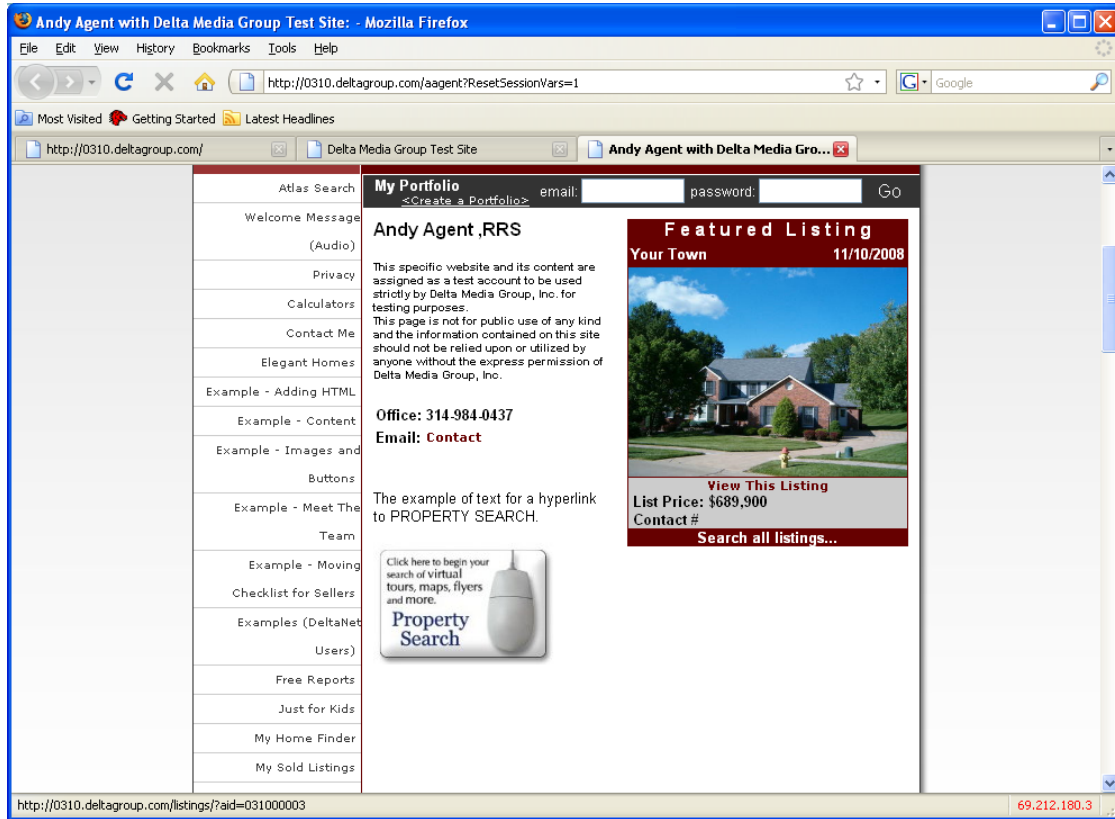 Andy Agent with Delta Media Group Test Site: - Mozilla Firefox
File Edit View History Bookmarks Tools Help
http://0310.deltagroup.com/aagent?ResetSessionVars=1
G Google
Most Visited Getting Started Latest Headlines
http://0310.deltagroup.com/ Delta Media Group Test Site Andy Agent with Delta Media Gro...
Atlas Search
Welcome Message
(Audio)
Privacy
Calculators
Contact Me
Elegant Homes
Example - Adding HTML
Example - Content
Example - Images and
Buttons
Example - Meet The
Team
Example - Moving
Checklist for Sellers
Examples (DeltaNet
Users)
Free Reports
Just for Kids
My Home Finder
My Sold Listings
My Portfolio email: password: Go
<Create a Portfolio>
Andy Agent ,RRS
This specific website and its content are
assigned as a test account to be used
strictly by Delta Media Group, Inc. for
testing purposes.
This page is not for public use of any kind
and the information contained on this site
should not be relied upon or utilized by
anyone without the express permission of
Delta Media Group, Inc.
Office: 314-984-0437
Email: Contact
The example of text for a hyperlink
to PROPERTY SEARCH.
Click here to begin your
search of virtual
tours, maps, flyers
and more.
Property
Search
Featured Listing
Your Town 11/10/2008
View This Listing
List Price: $689,900
Contact #
Search all listings...
http://0310.deltagroup.com/listings/?aid=031000003 69.212.180.3